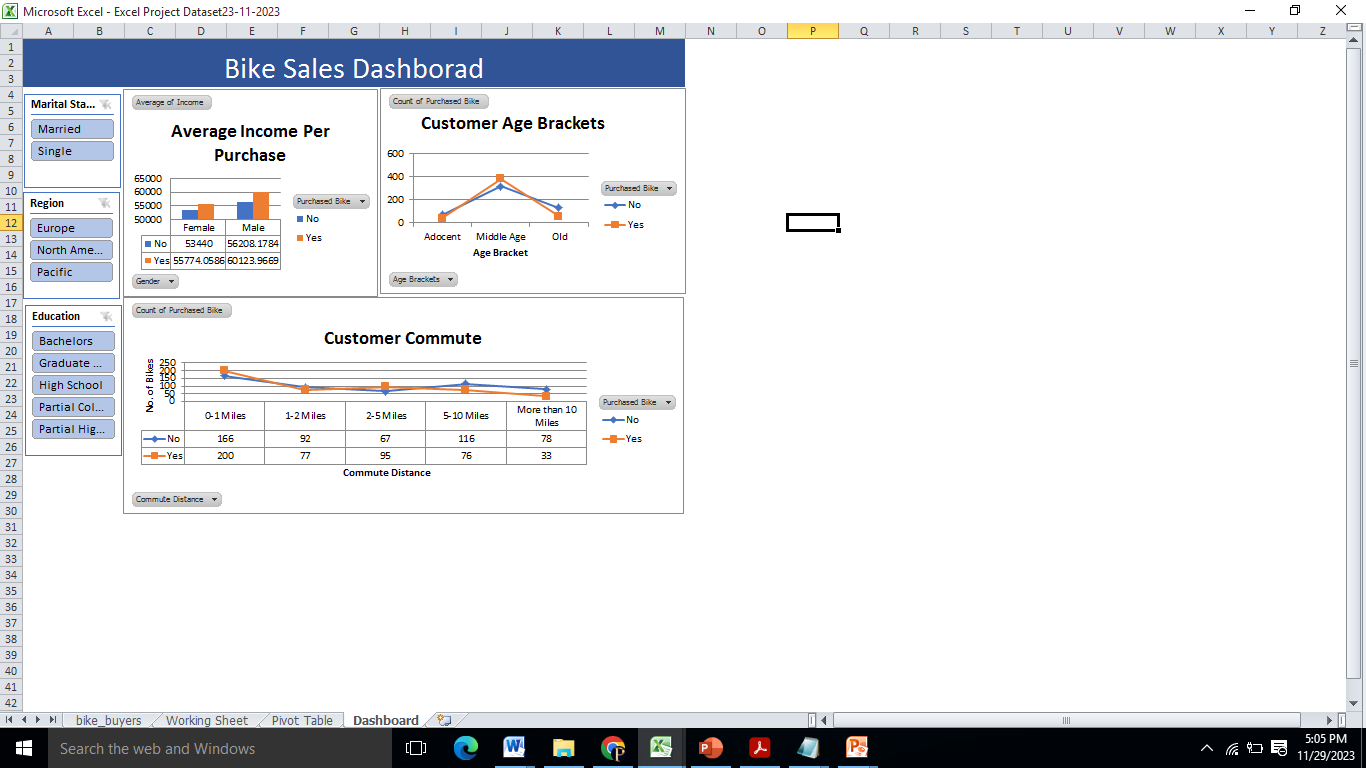 Microsoft Excel - Excel Project Dataset23-11-2023
A B C D E F G H I J K L M N O P Q R S T U V W X Y Z
1
2
3
4
5
6
7
8
9
10
11
12
13
14
15
16
17
18
19
20
21
22
23
24
25
26
27
28
29
30
31
32
33
34
35
36
37
38
39
40
41
42
Bike Sales Dashborad
Marital Sta...
Married
Single
Region
Europe
North Ame...
Pacific
Education
Bachelors
Graduate ...
High School
Partial Col...
Partial Hig...
Average of Income
Average Income Per
Purchase
65000
60000
55000
50000
Female Male
No 53440 56208.1784
Yes 55774.0586 60123.9669
Purchased Bike
No
Yes
Gender
Count of Purchased Bike
Customer Age Brackets
600
400
200
0
Adocent Middle Age Old
Age Bracket
Purchased Bike
No
Yes
Age Brackets
Count of Purchased Bike
Customer Commute
No. of Bikes
250
200
150
100
50
0
0-1 Miles 1-2 Miles 2-5 Miles 5-10 Miles More than 10
Miles
No 166 92 67 116 78
Yes 200 77 95 76 33
Commute Distance
Purchased Bike
No
Yes
Commute Distance
bike_buyers Working Sheet Pivot Table Dashboard
Search the web and Windows
5:05 PM
11/29/2023